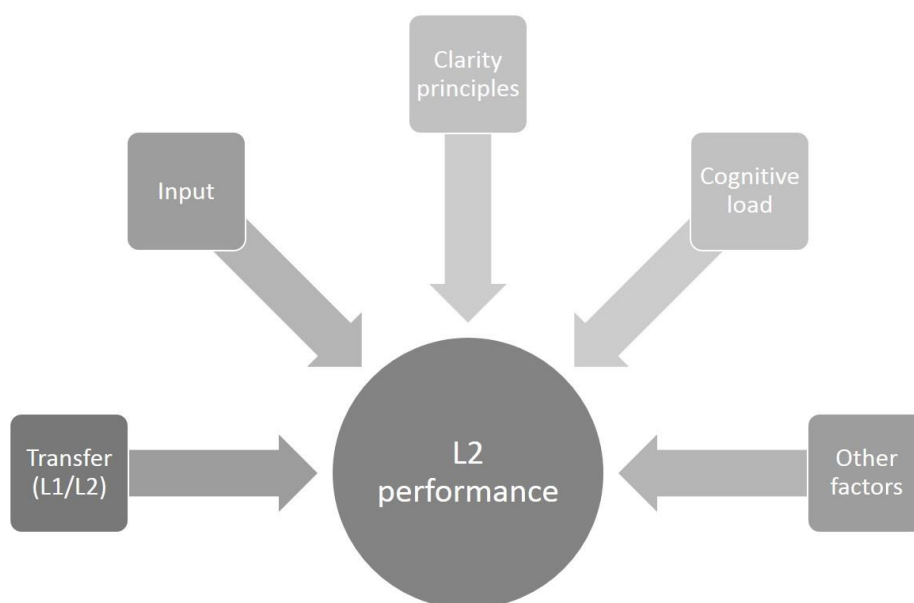 Clarity
principles
Input
Cognitive
load
Transfer
(L1/L2)
L2
performance
Other
factors